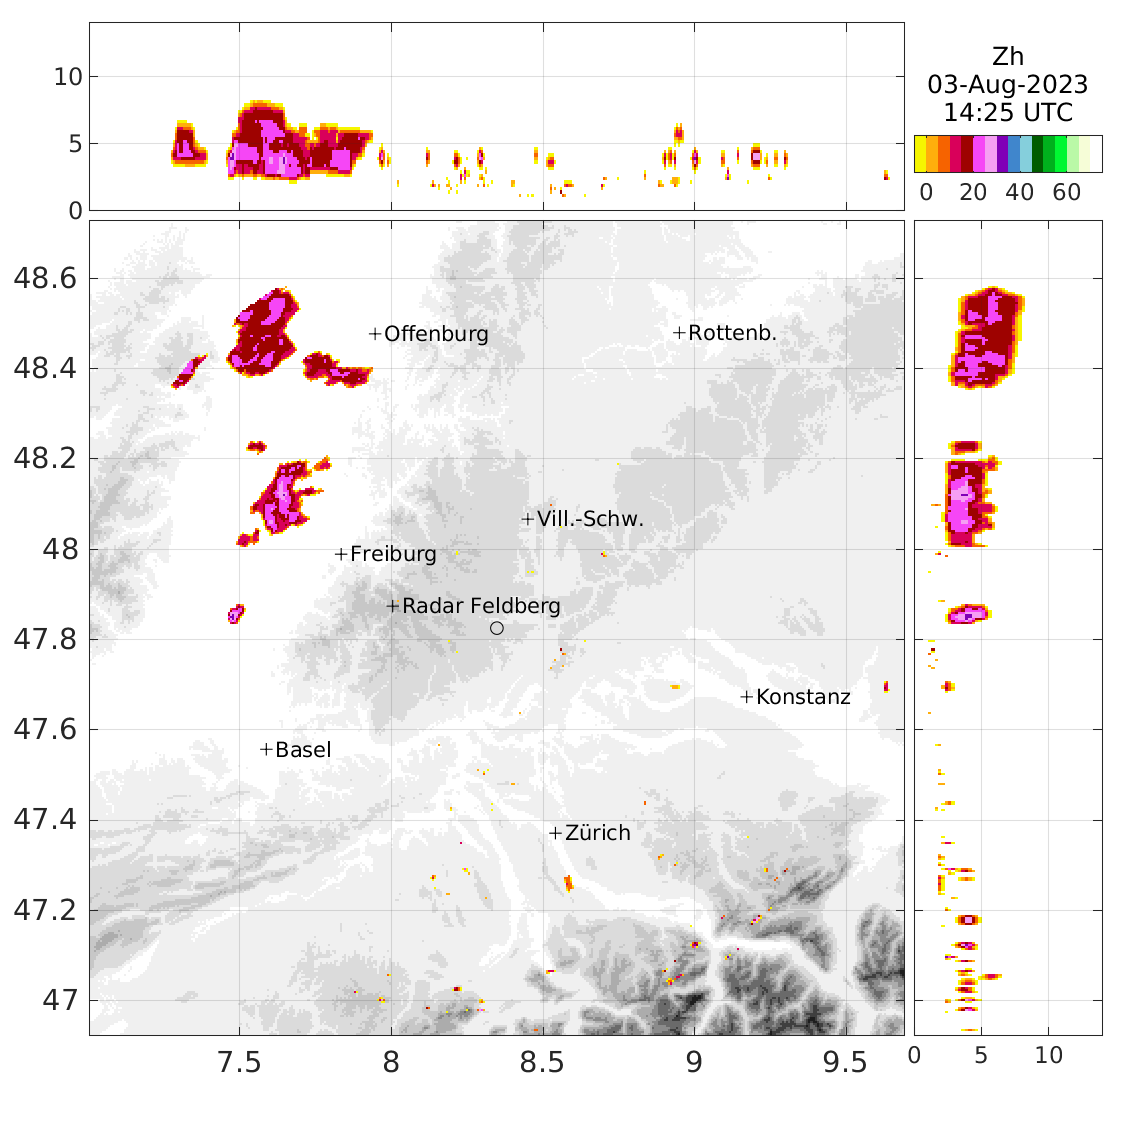 Zh
03-Aug-2023
14:25 UTC
0 20 40 60
10
5
0
48.6
48.4
48.2
48
47.8
47.6
47.4
47.2
47
Offenburg
Rottenb.
Vill.-Schw.
Freiburg
Radar Feldberg
Konstanz
Basel
Zürich
7.5 8 8.5 9 9.5
0 5 10